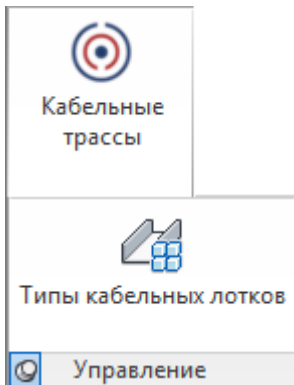 Кабельные
трассы
Типы кабельных лотков
Управление